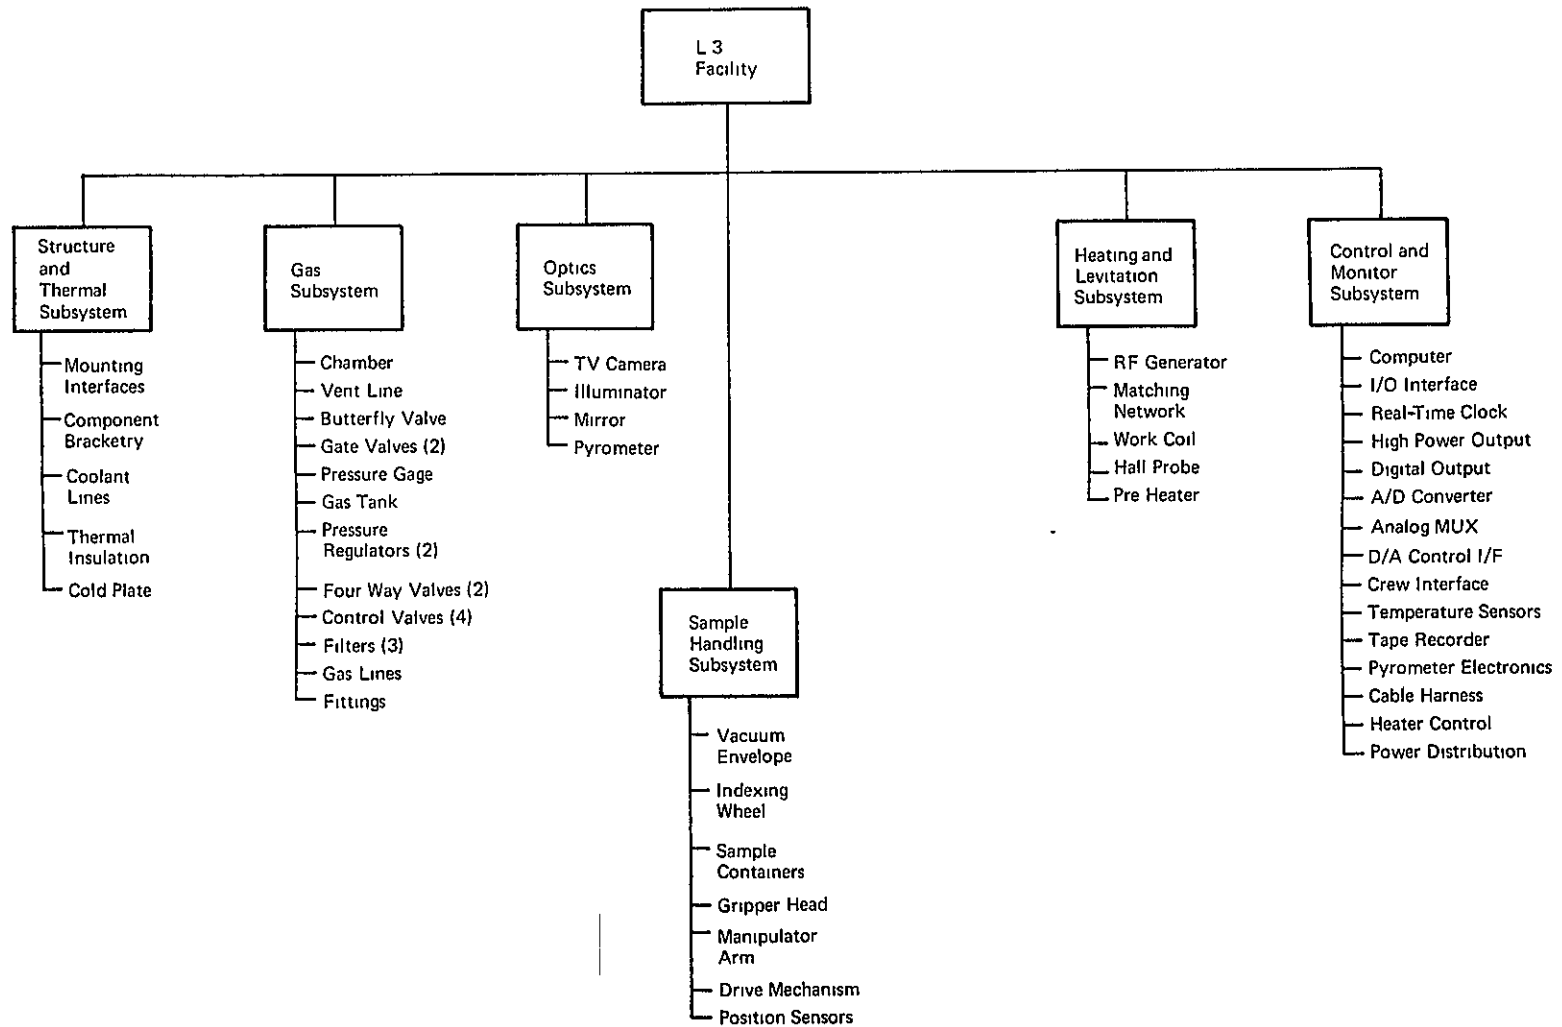 L 3
Facility
Structure
and
Thermal
Subsystem
Mounting
Interfaces
Component
Bracketry
Coolant
Lines
Thermal
Insulation
Cold Plate
Gas
Subsystem
Chamber
Vent Line
Butterfly Valve
Gate Valves (2)
Pressure Gage
Gas Tank
Pressure
Regulators (2)
Four Way Valves (2)
Control Valves (4)
Filters (3)
Gas Lines
Fittings
Optics
Subsystem
TV Camera
Illuminator
Mirror
Pyrometer
Sample
Handling
Subsystem
Vacuum
Envelope
Indexing
Wheel
Sample
Containers
Gripper Head
Manipulator
Arm
Drive Mechanism
Position Sensors
Heating and
Levitation
Subsystem
RF Generator
Matching
Network
Work Coil
Hall Probe
Pre Heater
Control and
Monitor
Subsystem
Computer
I/O Interface
Real-Time Clock
High Power Output
Digital Output
A/D Converter
Analog MUX
D/A Control I/F
Crew Interface
Temperature Sensors
Tape Recorder
Pyrometer Electronics
Cable Harness
Heater Control
Power Distribution